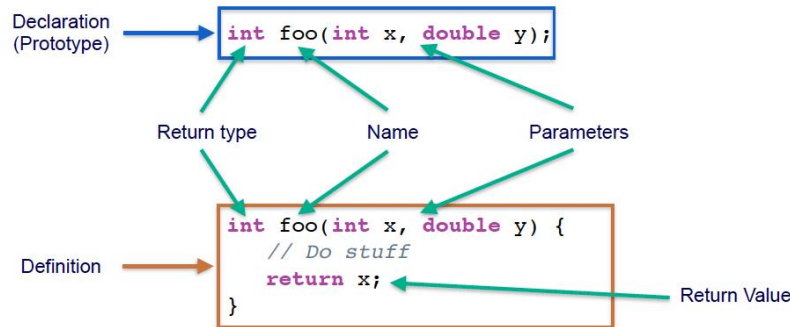 Declaration
(Prototype)
int foo(int x, double y);
Return type
Name
Parameters
int foo(int x, double y) {
// Do stuff
return x;
}
Definition
Return Value